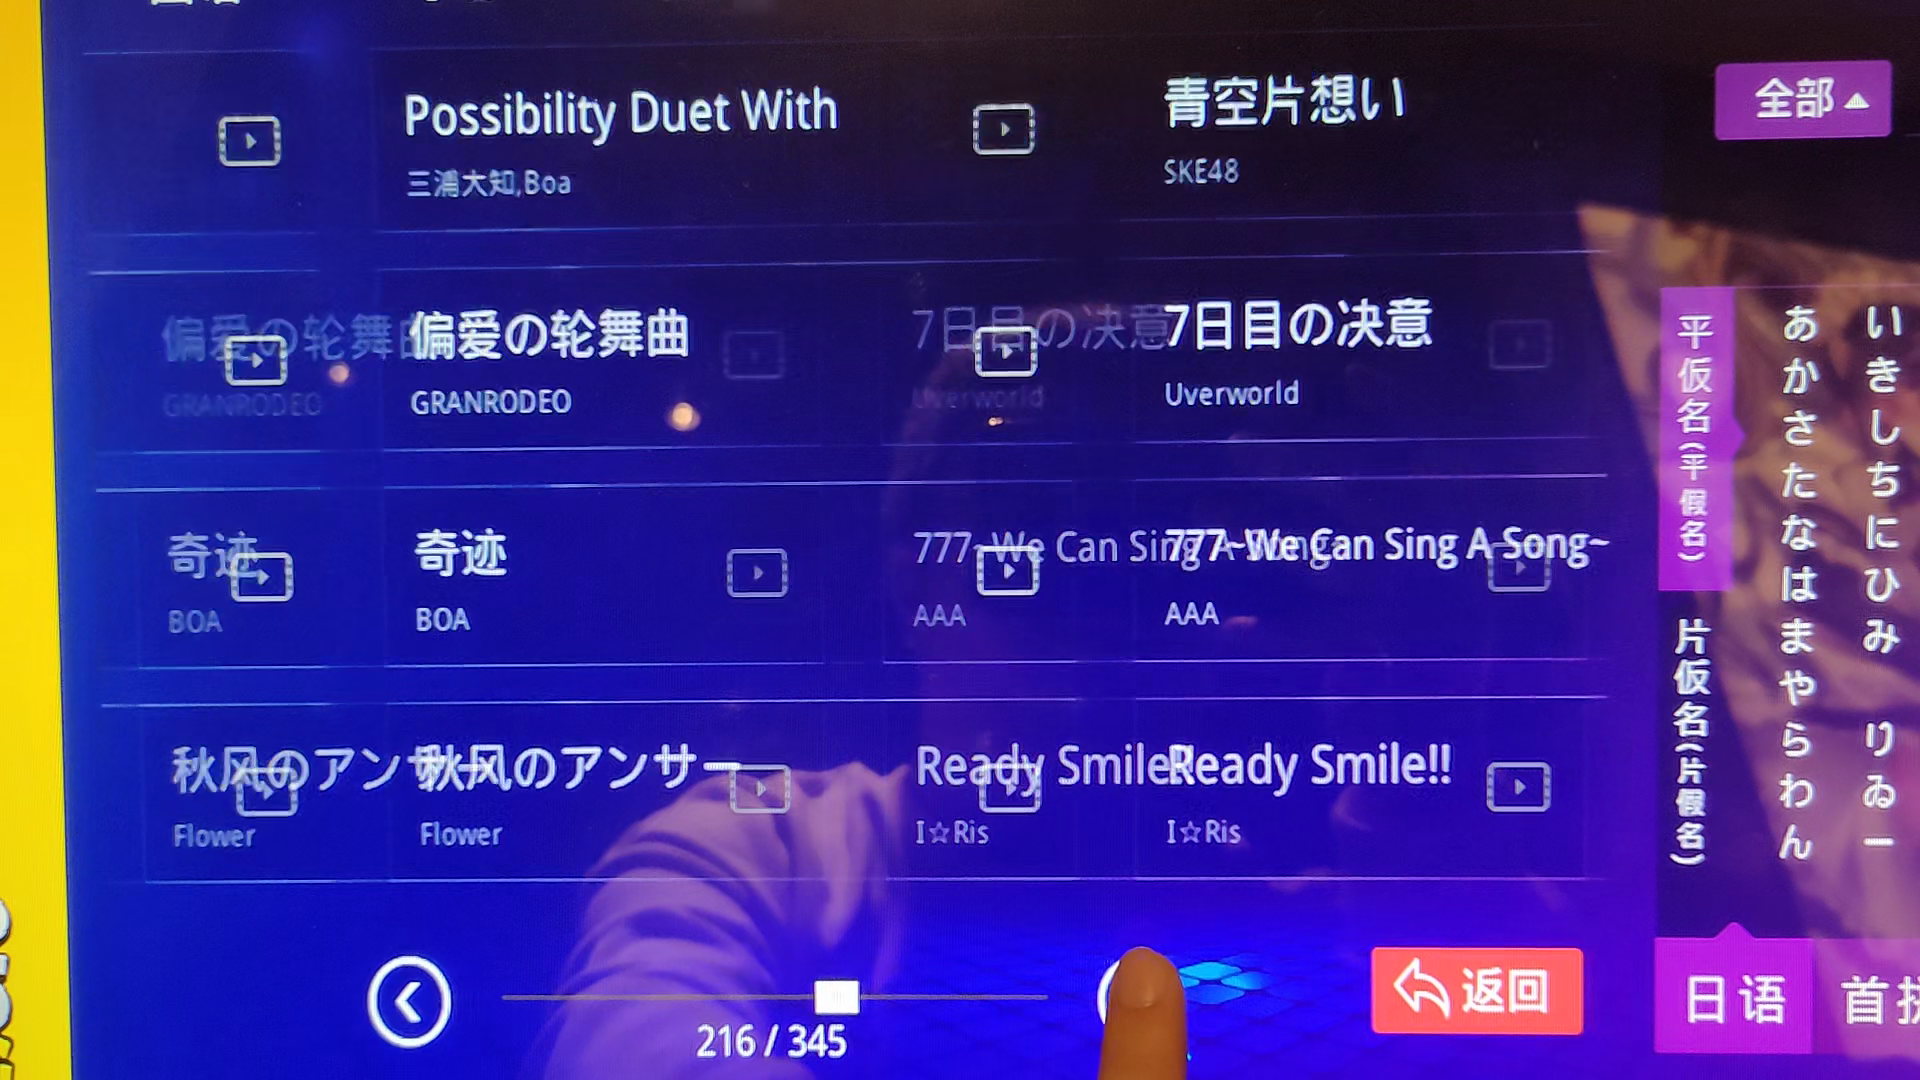 Possibility Duet With
三浦大知,Boa
青空片想い
SKE48
偏爱の轮舞曲
GRANRODEO
7日目の决意
Uverworld
奇迹
BOA
777~We Can Sing A Song~
AAA
秋风のアンサー
Flower
Ready Smile!!
I☆Ris
216 / 345
返回
全部
平仮名(平假名)
片仮名(片假名)
あかさたなはまやらわん
いきしちにひみ りゐー
日语
首